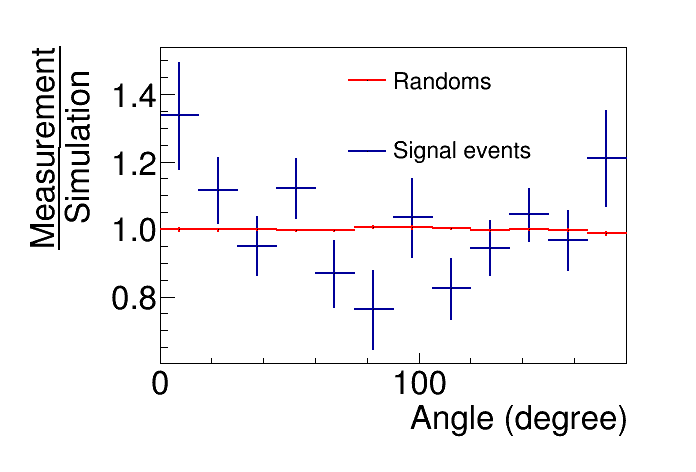 Measurement
Simulation
1.4
1.2
1.0
0.8
0
100
Angle (degree)
Randoms
Signal events